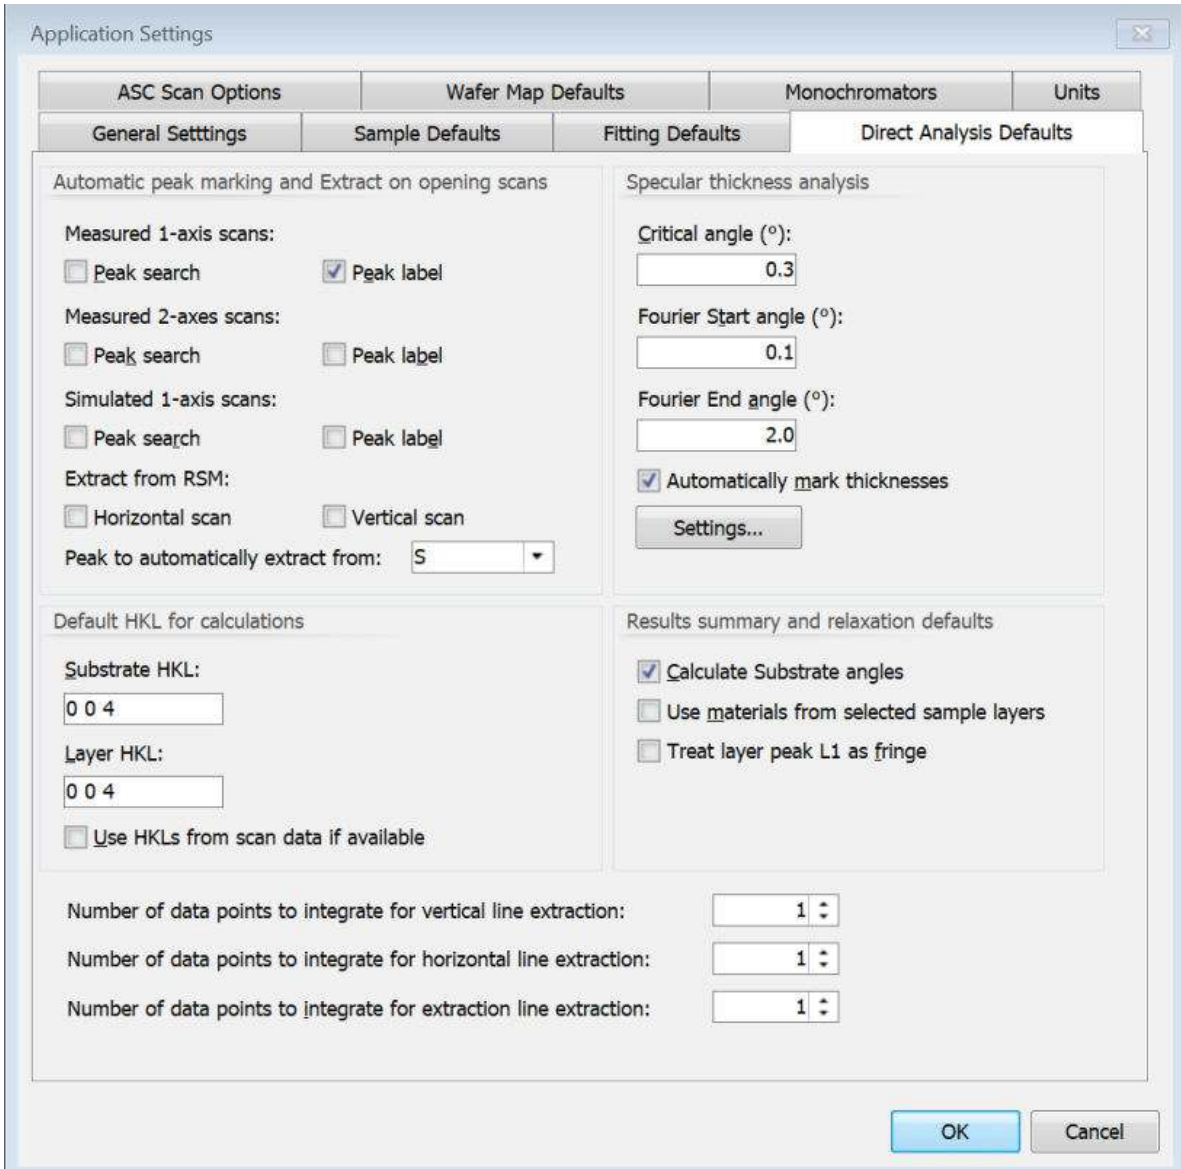 Application Settings
ASC Scan Options
Wafer Map Defaults
Monochromators
Units
General Setttings
Sample Defaults
Fitting Defaults
Direct Analysis Defaults
Automatic peak marking and Extract on opening scans
Measured 1-axis scans:
Peak search
Peak label
Measured 2-axes scans:
Peak search
Peak label
Simulated 1-axis scans:
Peak search
Peak label
Extract from RSM:
Horizontal scan
Vertical scan
Peak to automatically extract from:
S
Specular thickness analysis
Critical angle (º):
0.3
Fourier Start angle (º):
0.1
Fourier End angle (º):
2.0
Automatically mark thicknesses
Settings...
Default HKL for calculations
Substrate HKL:
0 0 4
Layer HKL:
0 0 4
Use HKLs from scan data if available
Results summary and relaxation defaults
Calculate Substrate angles
Use materials from selected sample layers
Treat layer peak L1 as fringe
Number of data points to integrate for vertical line extraction:
1
Number of data points to integrate for horizontal line extraction:
1
Number of data points to integrate for extraction line extraction:
1
OK
Cancel